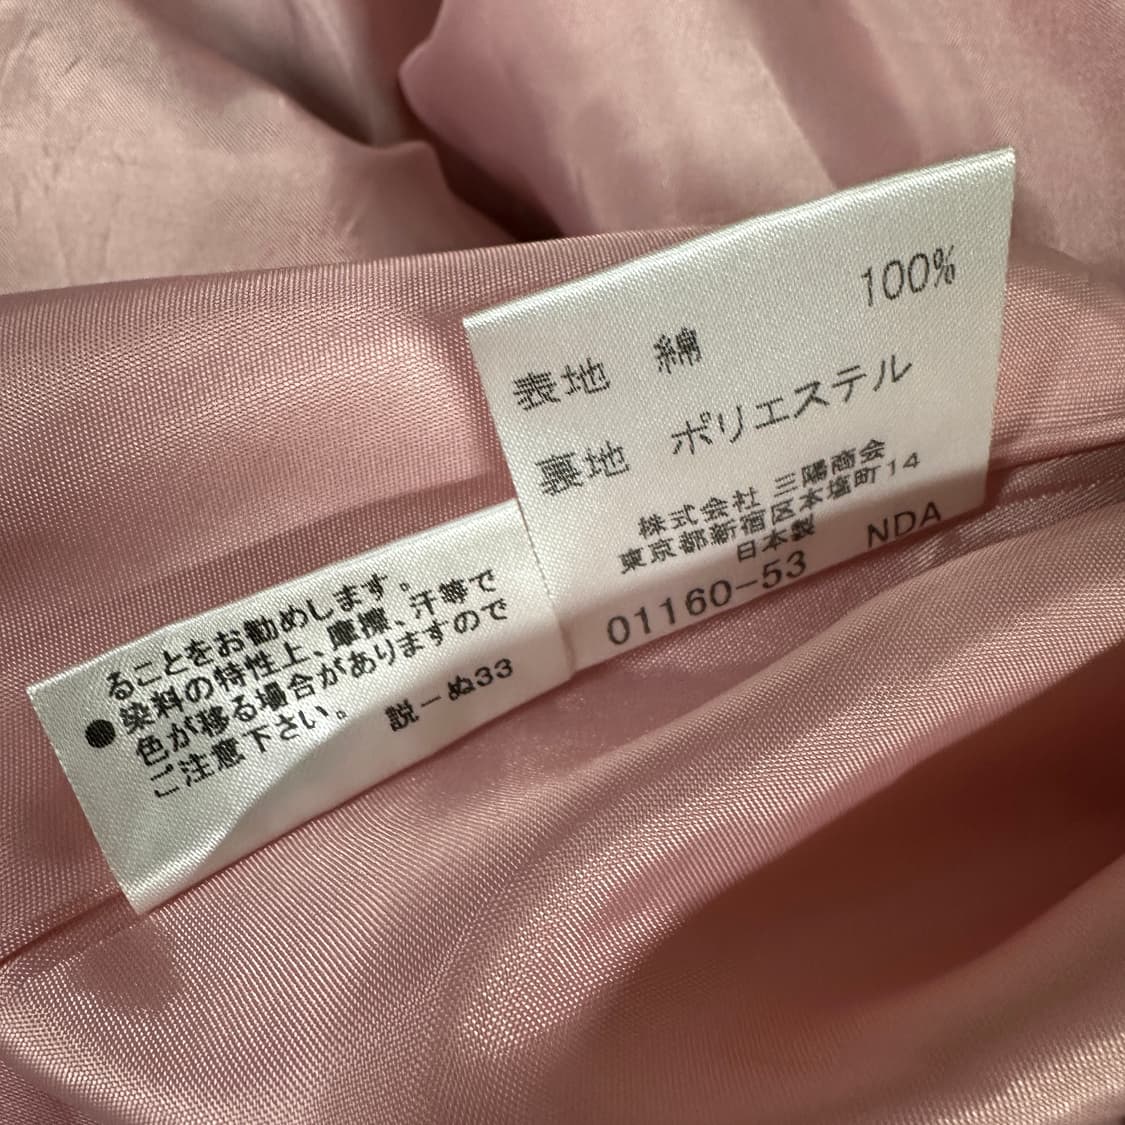 表地 綿 100%
裏地 ポリエステル
株式会社 三陽商会
東京都新宿区本塩町14
日本製
01160-53 NDA
ることをお勧めします。
●染料の特性上、摩擦、汗等で
色が移る場合がありますので
ご注意下さい。
説－ぬ33